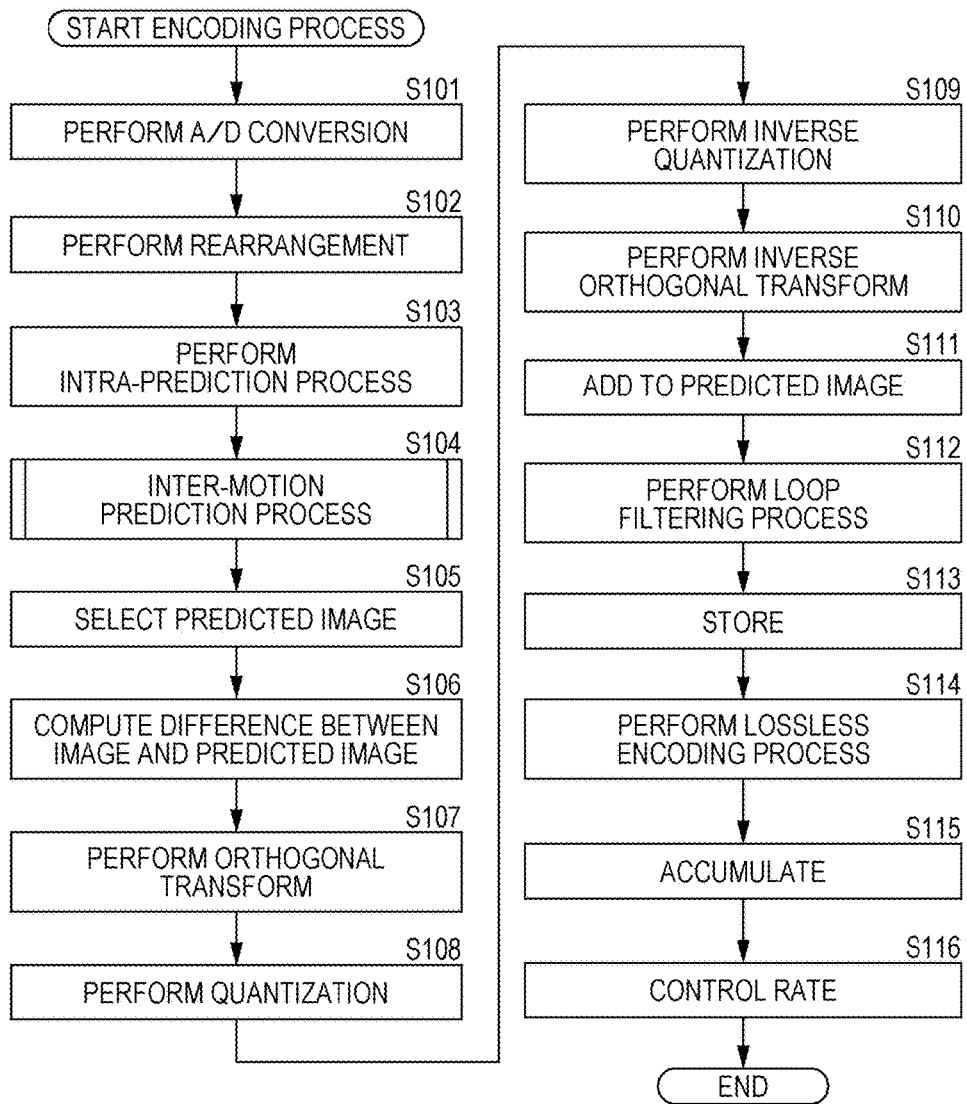 START ENCODING PROCESS
S101
PERFORM A/D CONVERSION
S102
PERFORM REARRANGEMENT
S103
PERFORM
INTRA-PREDICTION PROCESS
S104
INTER-MOTION
PREDICTION PROCESS
S105
SELECT PREDICTED IMAGE
S106
COMPUTE DIFFERENCE BETWEEN
IMAGE AND PREDICTED IMAGE
S107
PERFORM ORTHOGONAL
TRANSFORM
S108
PERFORM QUANTIZATION
S109
PERFORM INVERSE
QUANTIZATION
S110
PERFORM INVERSE
ORTHOGONAL TRANSFORM
S111
ADD TO PREDICTED IMAGE
S112
PERFORM LOOP
FILTERING PROCESS
S113
STORE
S114
PERFORM LOSSLESS
ENCODING PROCESS
S115
ACCUMULATE
S116
CONTROL RATE
END